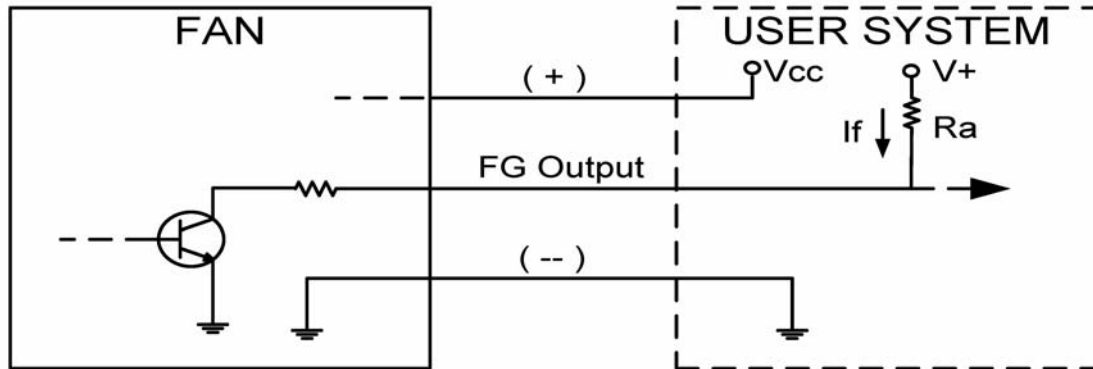 FAN
USER SYSTEM
( + )
Vcc
V+
If
Ra
FG Output
( -- )